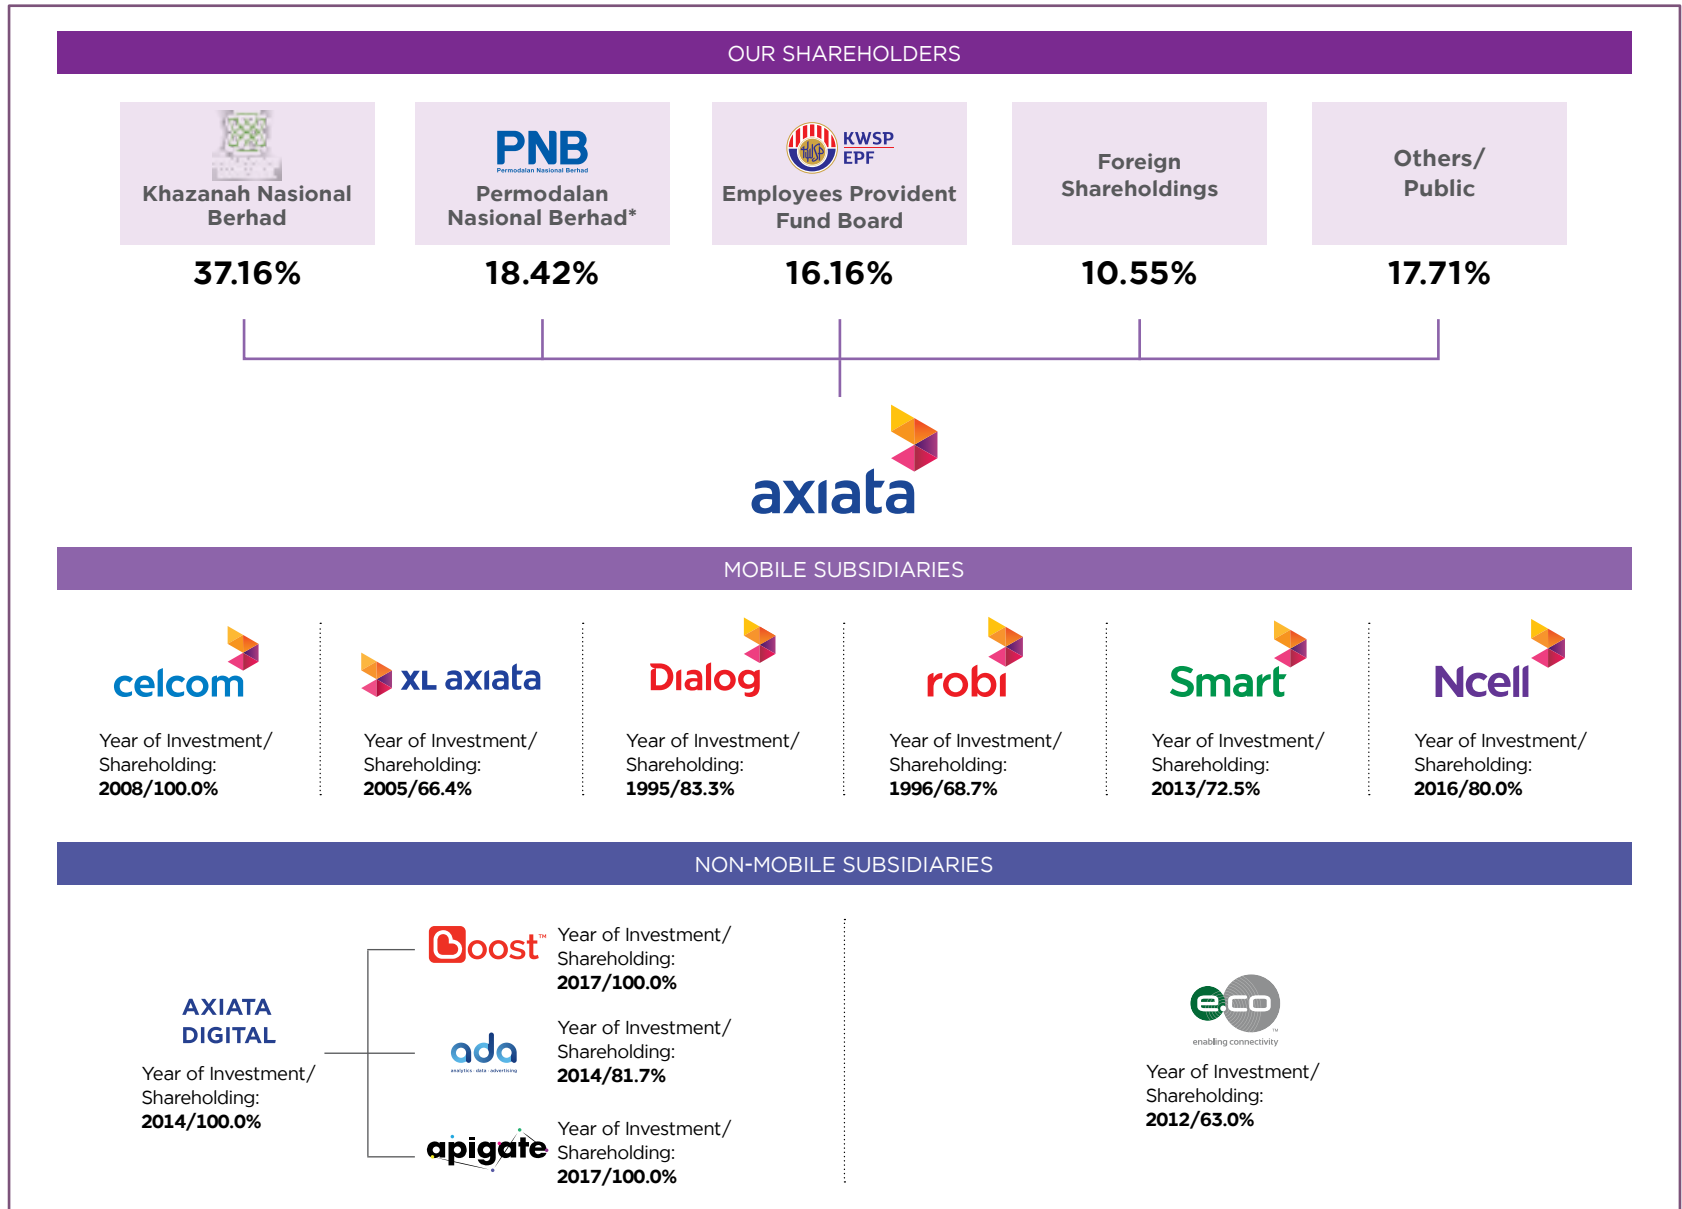 OUR SHAREHOLDERS
Khazanah Nasional
Berhad
37.16%
PNB
Permodalan Nasional Berhad
Permodalan
Nasional Berhad*
18.42%
KWSP
EPF
Employees Provident
Fund Board
16.16%
Foreign
Shareholdings
10.55%
Others/
Public
17.71%
axiata
MOBILE SUBSIDIARIES
celcom
Year of Investment/
Shareholding:
2008/100.0%
XL axiata
Year of Investment/
Shareholding:
2005/66.4%
Dialog
Year of Investment/
Shareholding:
1995/83.3%
robi
Year of Investment/
Shareholding:
1996/68.7%
Smart
Year of Investment/
Shareholding:
2013/72.5%
Ncell
Year of Investment/
Shareholding:
2016/80.0%
NON-MOBILE SUBSIDIARIES
AXIATA
DIGITAL
Year of Investment/
Shareholding:
2014/100.0%
Boost™
Year of Investment/
Shareholding:
2017/100.0%
ada
analytics · data · advertising
Year of Investment/
Shareholding:
2014/81.7%
apigate
Year of Investment/
Shareholding:
2017/100.0%
e.co
™
enabling connectivity
Year of Investment/
Shareholding:
2012/63.0%